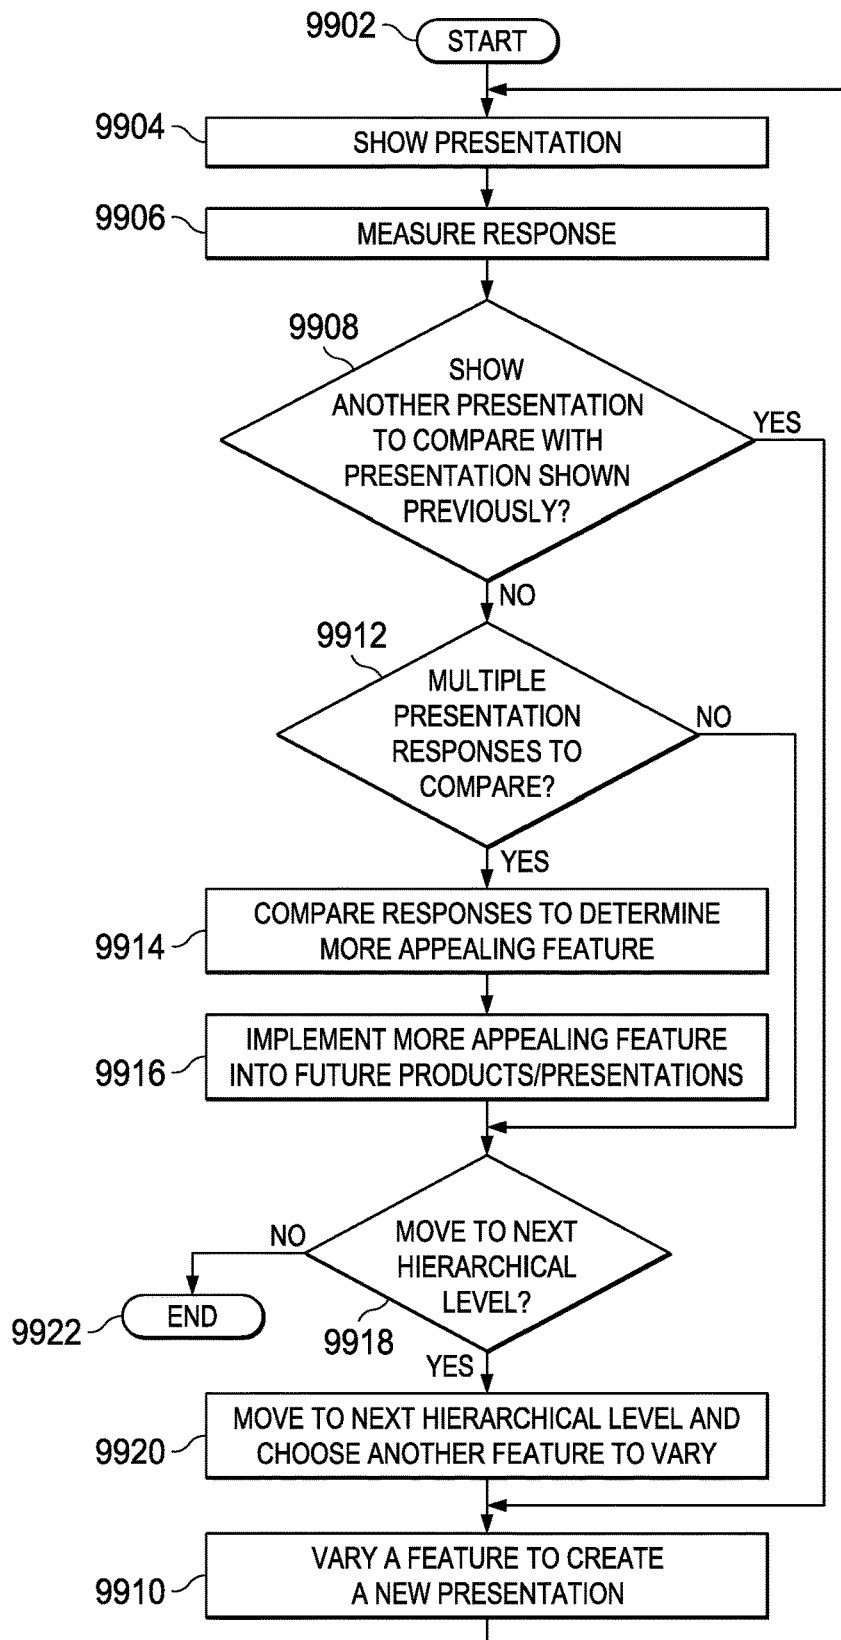 9902
START
9904
SHOW PRESENTATION
9906
MEASURE RESPONSE
9908
SHOW
ANOTHER PRESENTATION
TO COMPARE WITH
PRESENTATION SHOWN
PREVIOUSLY?
YES
NO
9912
MULTIPLE
PRESENTATION
RESPONSES TO
COMPARE?
NO
YES
9914
COMPARE RESPONSES TO DETERMINE
MORE APPEALING FEATURE
9916
IMPLEMENT MORE APPEALING FEATURE
INTO FUTURE PRODUCTS/PRESENTATIONS
NO
MOVE TO NEXT
HIERARCHICAL
LEVEL?
9922
END
9918
YES
9920
MOVE TO NEXT HIERARCHICAL LEVEL AND
CHOOSE ANOTHER FEATURE TO VARY
9910
VARY A FEATURE TO CREATE
A NEW PRESENTATION